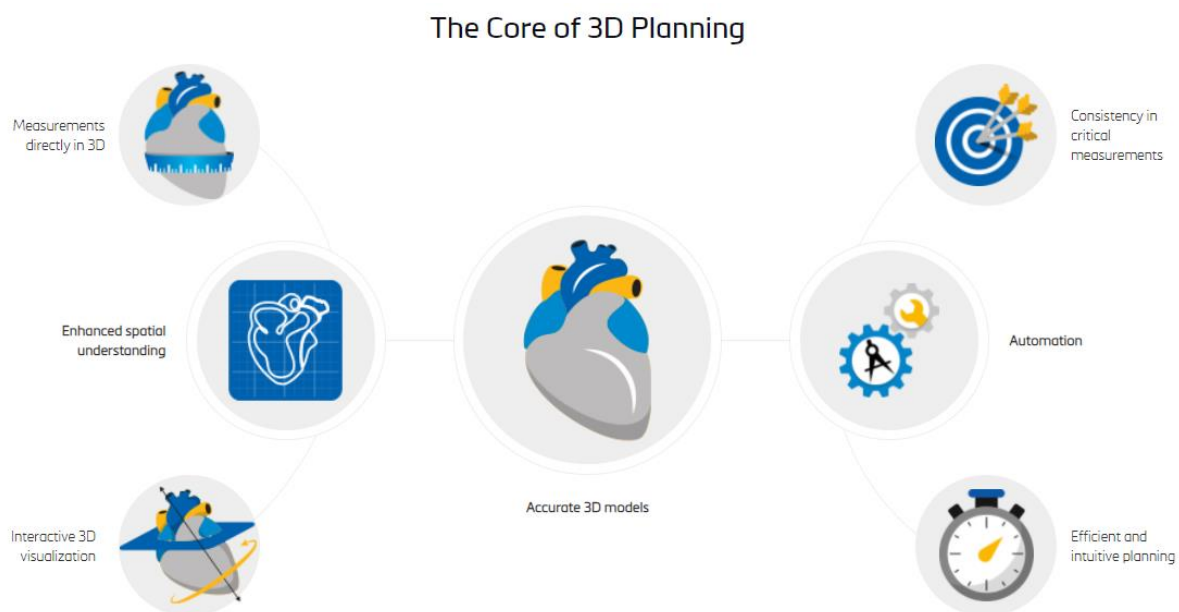 The Core of 3D Planning
Measurements
directly in 3D
Consistency in
critical
measurements
Enhanced spatial
understanding
Automation
Accurate 3D models
Interactive 3D
visualization
Efficient and
intuitive planning